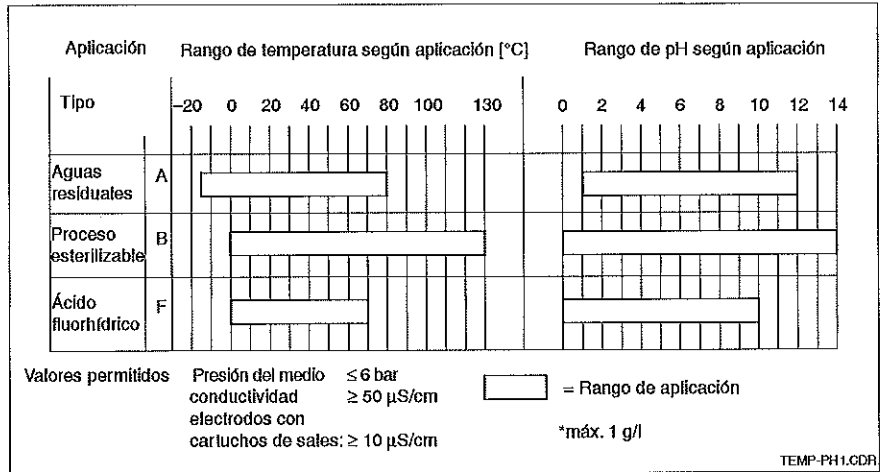 Aplicación Rango de temperatura según aplicación [°C] Rango de pH según aplicación
Tipo −20 0 20 40 60 80 100 130 0 2 4 6 8 10 12 14
Aguas residuales A
Proceso esterilizable B
Ácido fluorhídrico F
Valores permitidos Presión del medio ≤ 6 bar
conductividad ≥ 50 µS/cm
electrodos con
cartuchos de sales: ≥ 10 µS/cm
= Rango de aplicación
*máx. 1 g/l
TEMP-PH1.CDR